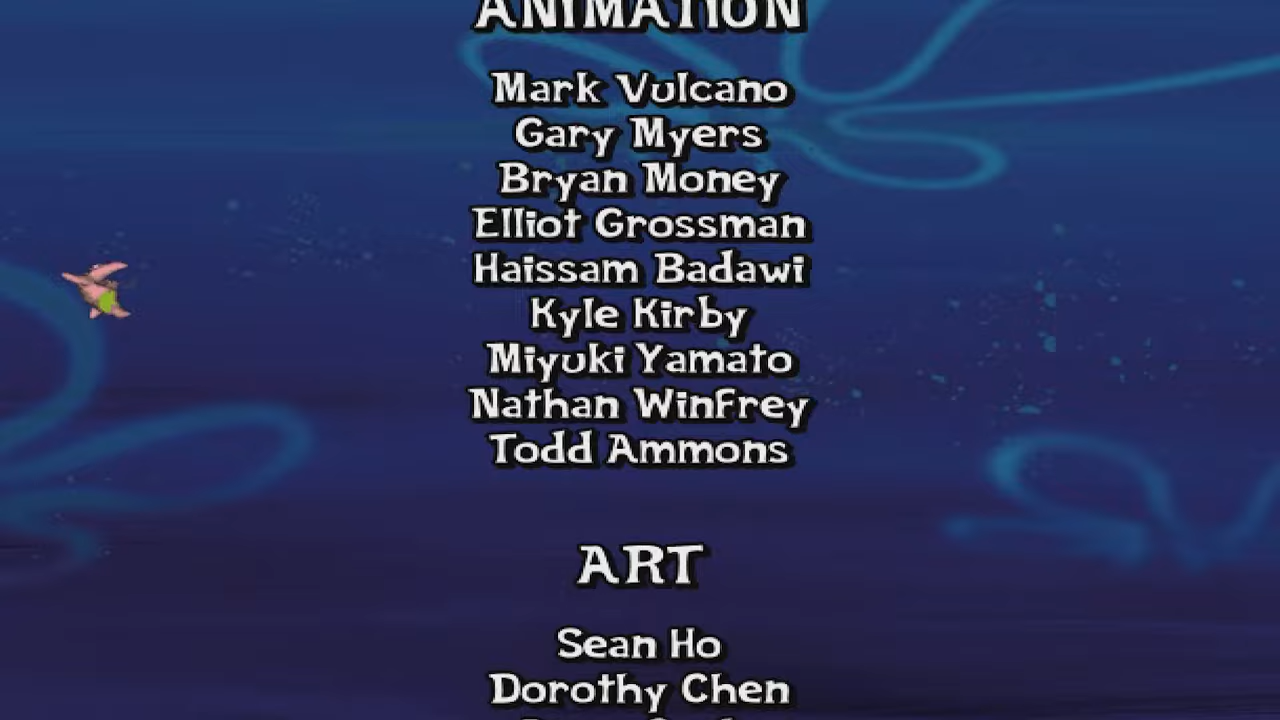 ANIMATION
Mark Vulcano
Gary Myers
Bryan Money
Elliot Grossman
Haissam Badawi
Kyle Kirby
Miyuki Yamato
Nathan Winfrey
Todd Ammons
ART
Sean Ho
Dorothy Chen